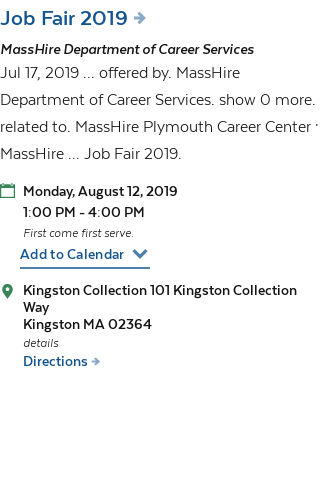 Job Fair 2019
MassHire Department of Career Services
Jul 17, 2019 ... offered by. MassHire
Department of Career Services. show 0 more.
related to. MassHire Plymouth Career Center ·
MassHire ... Job Fair 2019.
Monday, August 12, 2019
1:00 PM - 4:00 PM
First come first serve.
Add to Calendar
Kingston Collection 101 Kingston Collection
Way
Kingston MA 02364
details
Directions